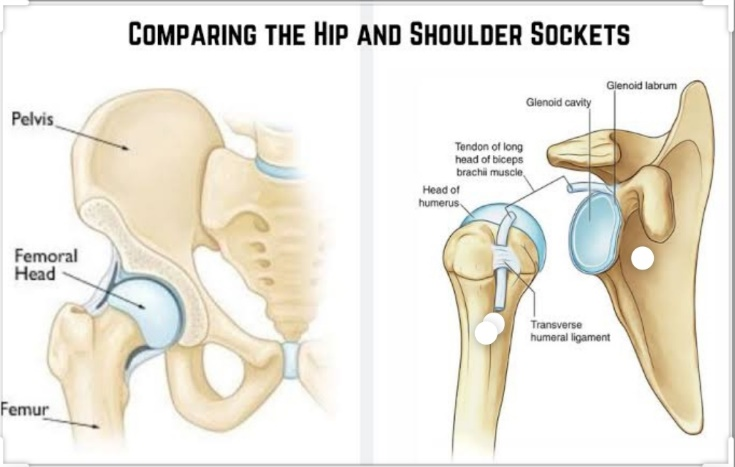 COMPARING THE HIP AND SHOULDER SOCKETS
Pelvis
Femoral
Head
Femur
Glenoid labrum
Glenoid cavity
Tendon of long
head of biceps
brachii muscle
Head of
humerus
Transverse
humeral ligament